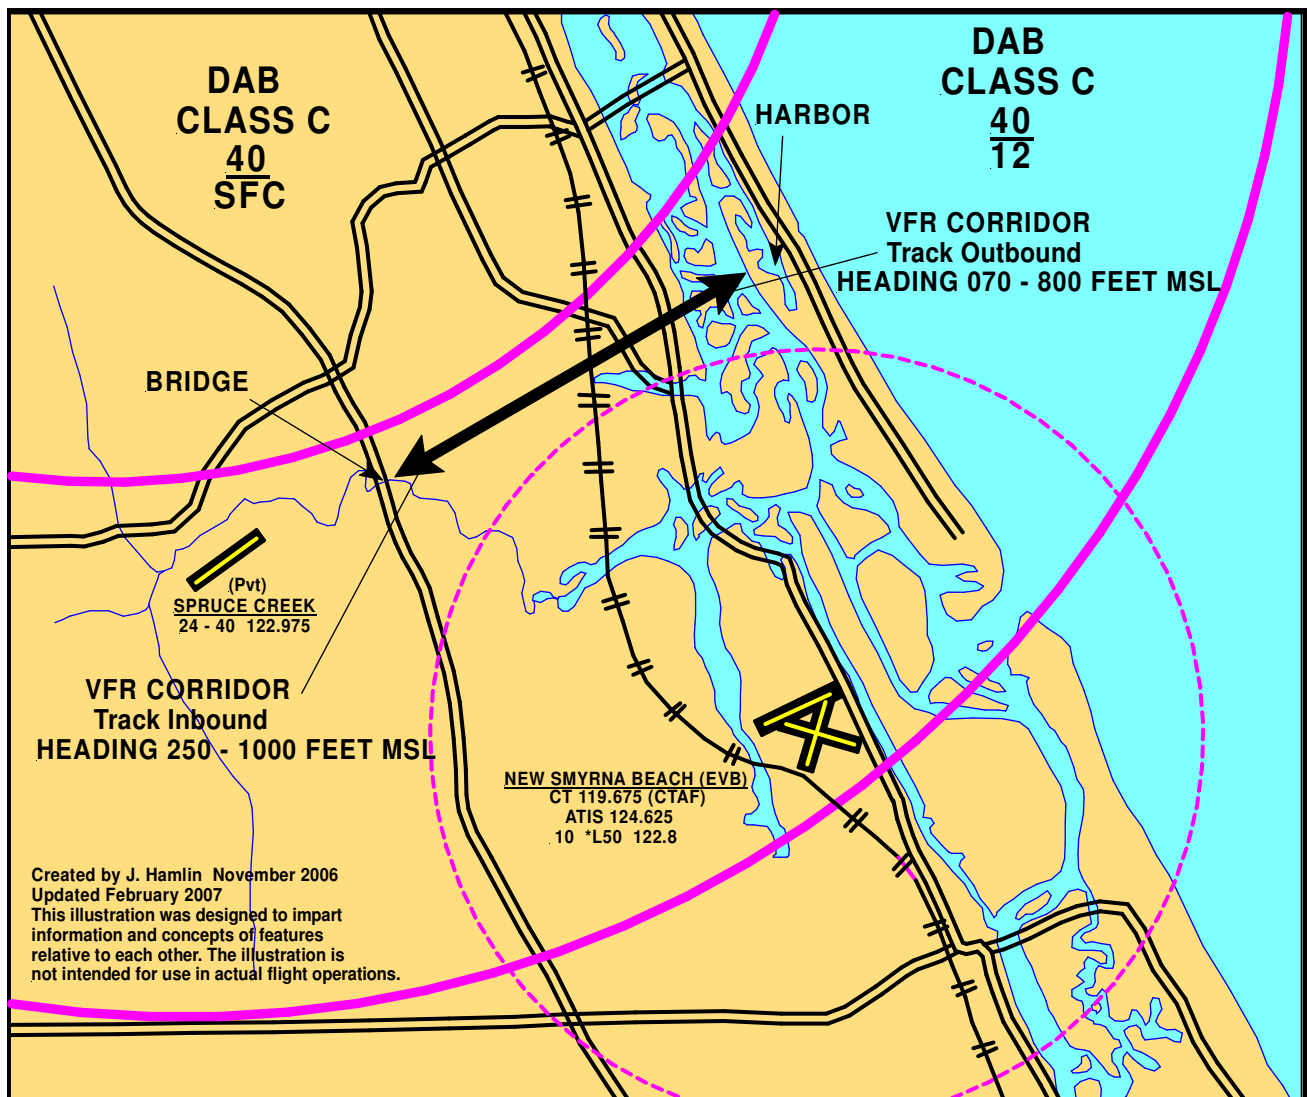 DAB
CLASS C
40
SFC
DAB
CLASS C
40
12
HARBOR
VFR CORRIDOR
Track Outbound
HEADING 070 - 800 FEET MSL
BRIDGE
(Pvt)
SPRUCE CREEK
24 - 40 122.975
VFR CORRIDOR
Track Inbound
HEADING 250 - 1000 FEET MSL
NEW SMYRNA BEACH (EVB)
CT 119.675 (CTAF)
ATIS 124.625
10 *L50 122.8
Created by J. Hamlin November 2006
Updated February 2007
This illustration was designed to impart
information and concepts of features
relative to each other. The illustration is
not intended for use in actual flight operations.